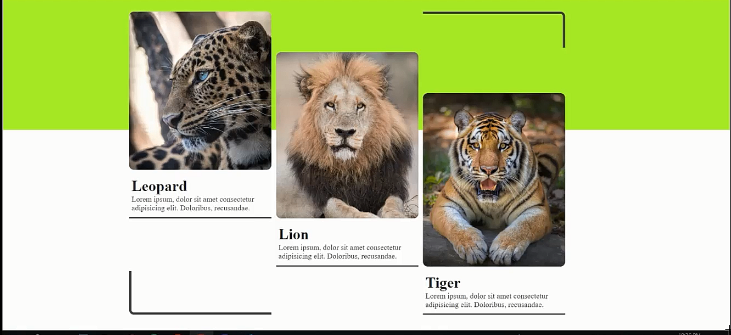 Leopard
Lorem ipsum, dolor sit amet consectetur
adipisicing elit. Doloribus, recusandae.
Lion
Lorem ipsum, dolor sit amet consectetur
adipisicing elit. Doloribus, recusandae.
Tiger
Lorem ipsum, dolor sit amet consectetur
adipisicing elit. Doloribus, recusandae.